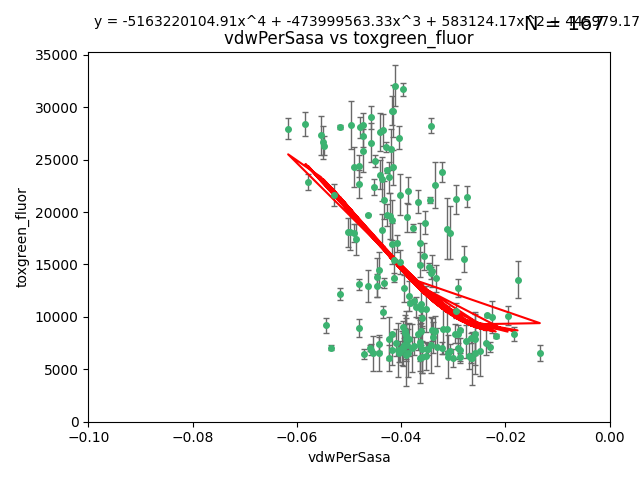 y = -5163220104.91x^4 + -473999563.33x^3 + 583124.17x^2 +
N = 167
vdwPerSasa vs toxgreen_fluor
35000
30000
25000
20000
15000
10000
5000
0
toxgreen_fluor
−0.10 −0.08 −0.06 −0.04 −0.02 0.00
vdwPerSasa